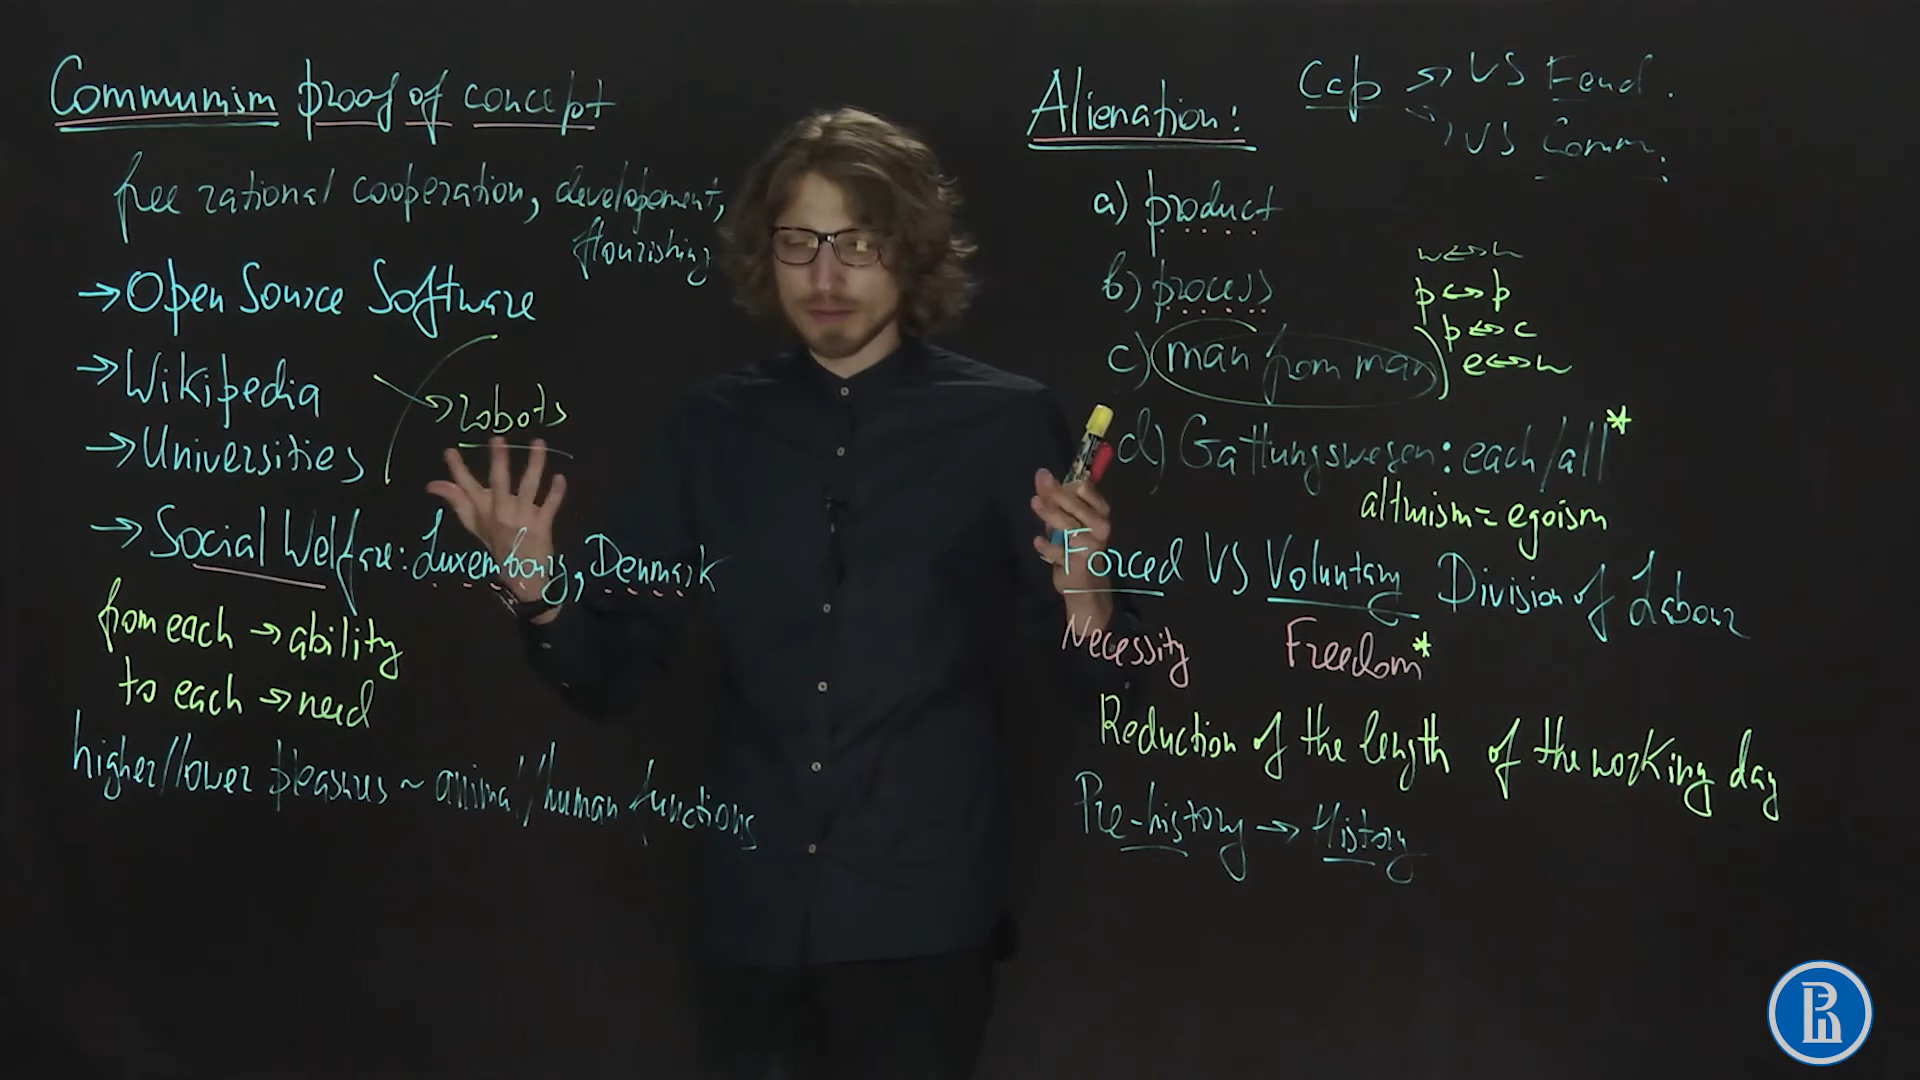 Communism proof of concept
free rational cooperation, developement,
flourishing
→ Open Source Software
→ Wikipedia
→ robots
→ Universities
→ Social Welfare: Luxembourg, Denmark
from each → ability
to each → need
higher/lower pleasures ~ animal/human functions
Alienation:
Cap → VS Feud.
→ VS Comm.
a) product
b) process
w ↔ w
p ↔ p
p ↔ c
e ↔ w
c) man from man
d) Gattungswesen: each/all*
altruism = egoism
Forced VS Voluntary Division of Labour
Necessity Freedom*
Reduction of the length of the working day
Pre-history → History